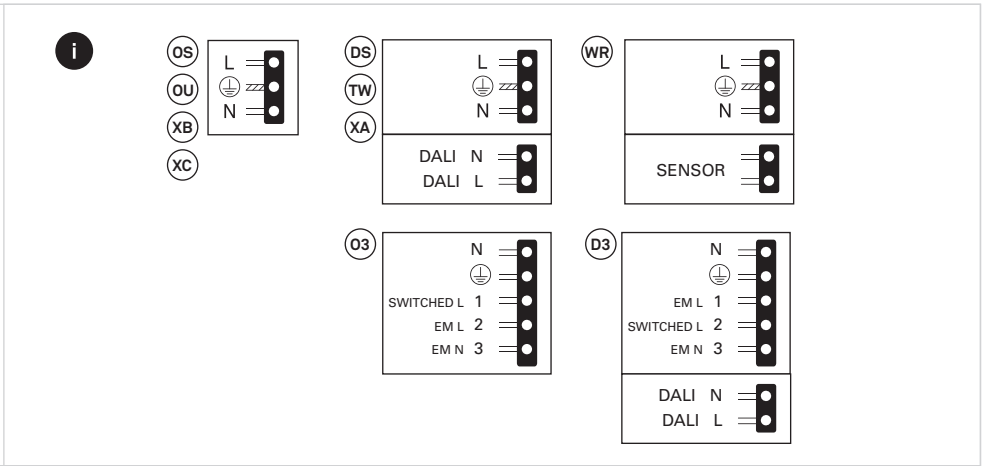 i
OS
OU
XB
XC
L
N
DS
TW
XA
L
N
DALI N
DALI L
WR
L
N
SENSOR
O3
N
SWITCHED L 1
EM L 2
EM N 3
D3
N
EM L 1
SWITCHED L 2
EM N 3
DALI N
DALI L